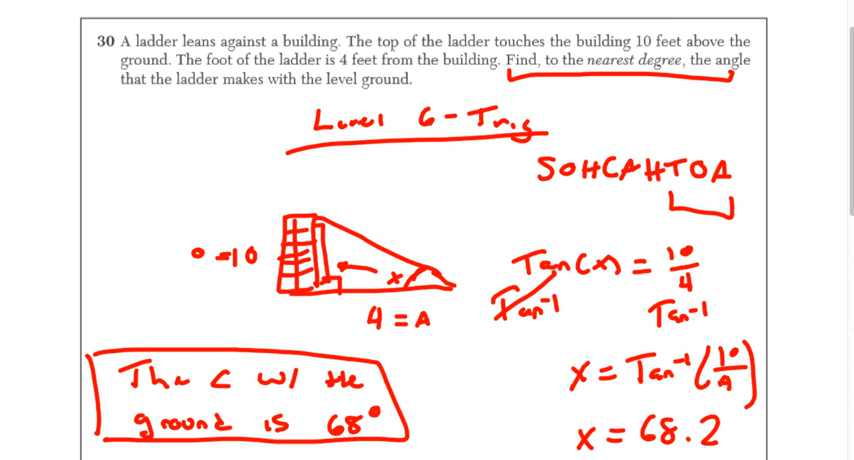 30 A ladder leans against a building. The top of the ladder touches the building 10 feet above the
ground. The foot of the ladder is 4 feet from the building. Find, to the nearest degree, the angle
that the ladder makes with the level ground.
Level 6 - Trig
SOHCAHTOA
O = 10
x
4 = A
Tan(x) = 10/4
Tan⁻¹ Tan⁻¹
x = Tan⁻¹(10/4)
x = 68.2
The < w/ the
ground is 68°